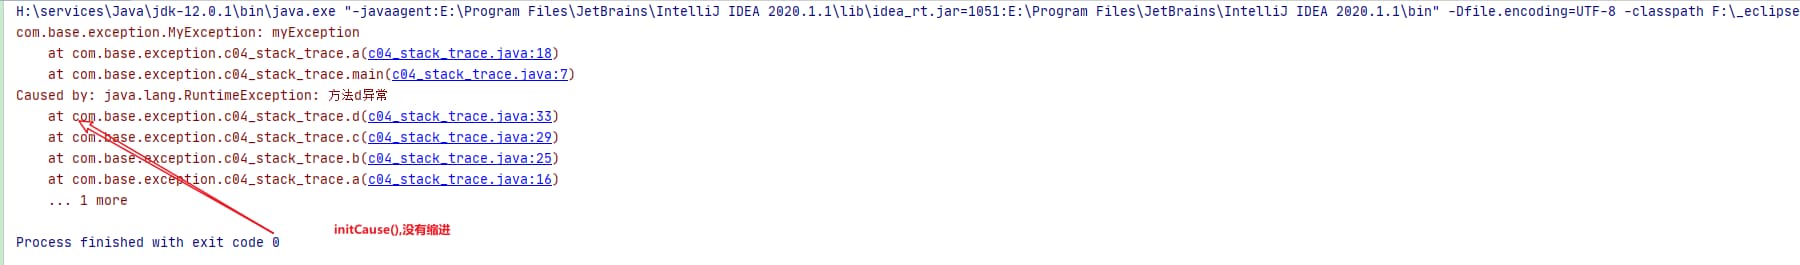 H:\services\Java\jdk-12.0.1\bin\java.exe "-javaagent:E:\Program Files\JetBrains\IntelliJ IDEA 2020.1.1\lib\idea_rt.jar=1051:E:\Program Files\JetBrains\IntelliJ IDEA 2020.1.1\bin" -Dfile.encoding=UTF-8 -classpath F:\_eclipse
com.base.exception.MyException: myException
at com.base.exception.c04_stack_trace.a(c04_stack_trace.java:18)
at com.base.exception.c04_stack_trace.main(c04_stack_trace.java:7)
Caused by: java.lang.RuntimeException: 方法d异常
at com.base.exception.c04_stack_trace.d(c04_stack_trace.java:33)
at com.base.exception.c04_stack_trace.c(c04_stack_trace.java:29)
at com.base.exception.c04_stack_trace.b(c04_stack_trace.java:25)
at com.base.exception.c04_stack_trace.a(c04_stack_trace.java:16)
... 1 more
initCause(),没有缩进
Process finished with exit code 0